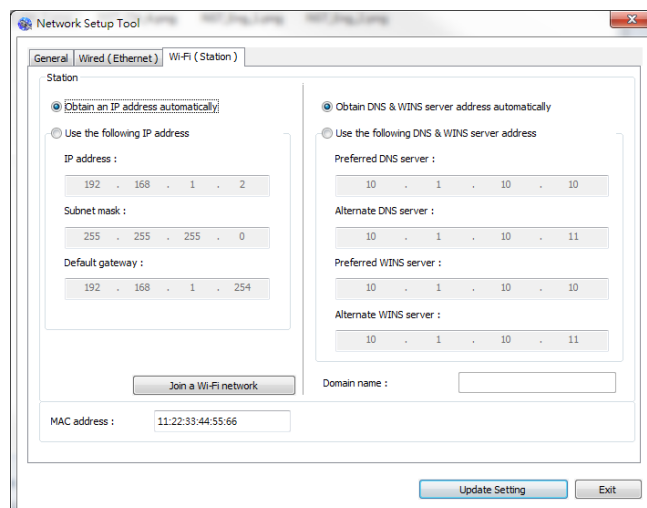 Network Setup Tool
General
Wired ( Ethernet )
Wi-Fi ( Station )
Station
Obtain an IP address automatically
Use the following IP address
IP address :
192 . 168 . 1 . 2
Subnet mask :
255 . 255 . 255 . 0
Default gateway :
192 . 168 . 1 . 254
Join a Wi-Fi network
Obtain DNS & WINS server address automatically
Use the following DNS & WINS server address
Preferred DNS server :
10 . 1 . 10 . 10
Alternate DNS server :
10 . 1 . 10 . 11
Preferred WINS server :
10 . 1 . 10 . 10
Alternate WINS server :
10 . 1 . 10 . 11
Domain name :
MAC address :
11:22:33:44:55:66
Update Setting
Exit